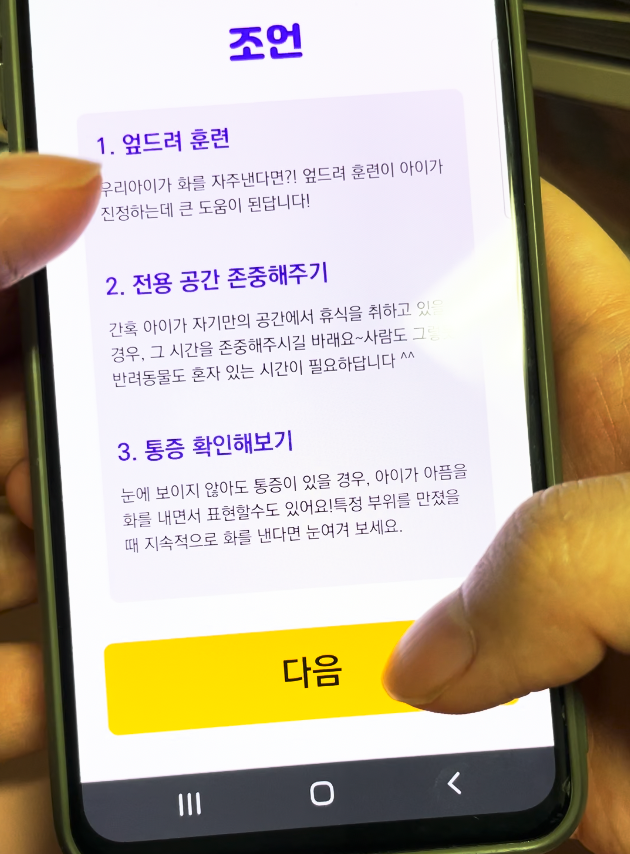 조언
1. 엎드려 훈련
우리아이가 화를 자주낸다면?! 엎드려 훈련이 아이가
진정하는데 큰 도움이 된답니다!
2. 전용 공간 존중해주기
간혹 아이가 자기만의 공간에서 휴식을 취하고
경우, 그 시간을 존중해주시길 바래요~사람도
반려동물도 혼자 있는 시간이 필요하답니다 ^^
3. 통증 확인해보기
눈에 보이지 않아도 통증이 있을 경우, 아이가 아픔을
화를 내면서 표현할수도 있어요!특정 부위를 만졌을
때 지속적으로 화를 낸다면 눈여겨 보세요.
다음